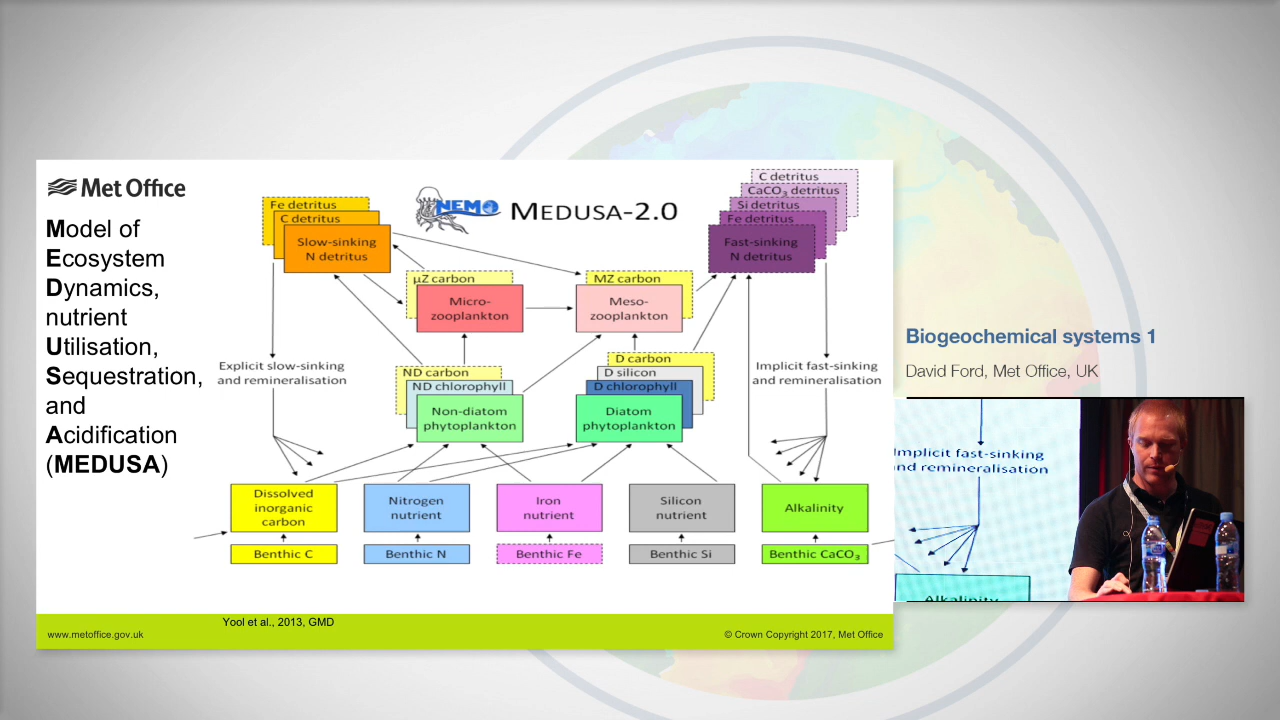 Met Office
Model of
Ecosystem
Dynamics,
nutrient
Utilisation,
Sequestration,
and
Acidification
(MEDUSA)
NEMO
MEDUSA-2.0
Fe detritus
C detritus
Slow-sinking
N detritus
C detritus
CaCO₃ detritus
Si detritus
Fe detritus
Fast-sinking
N detritus
µZ carbon
Micro-
zooplankton
MZ carbon
Meso-
zooplankton
Explicit slow-sinking
and remineralisation
ND carbon
ND chlorophyll
Non-diatom
phytoplankton
D carbon
D silicon
D chlorophyll
Diatom
phytoplankton
Implicit fast-sinking
and remineralisation
Dissolved
inorganic
carbon
Nitrogen
nutrient
Iron
nutrient
Silicon
nutrient
Alkalinity
Benthic C
Benthic N
Benthic Fe
Benthic Si
Benthic CaCO₃
Yool et al., 2013, GMD
www.metoffice.gov.uk
© Crown Copyright 2017, Met Office
Biogeochemical systems 1
David Ford, Met Office, UK
Implicit fast-sinking
nd remineralisation
Alkalinity